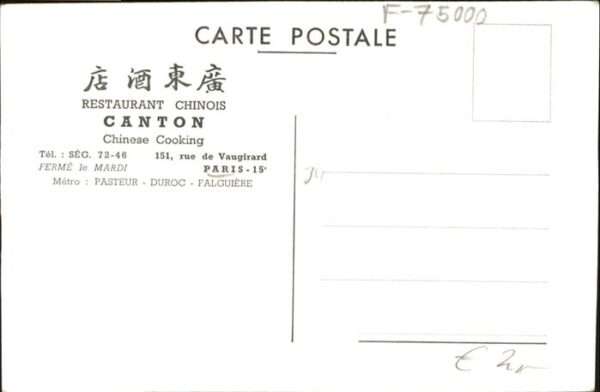 F-75000
CARTE POSTALE
店 酒 東 廣
RESTAURANT CHINOIS
CANTON
Chinese Cooking
Tél. : SÉG. 72-46 151, rue de Vaugirard
FERMÉ le MARDI PARIS - 15e
Métro : PASTEUR - DUROC - FALGUIÈRE
€